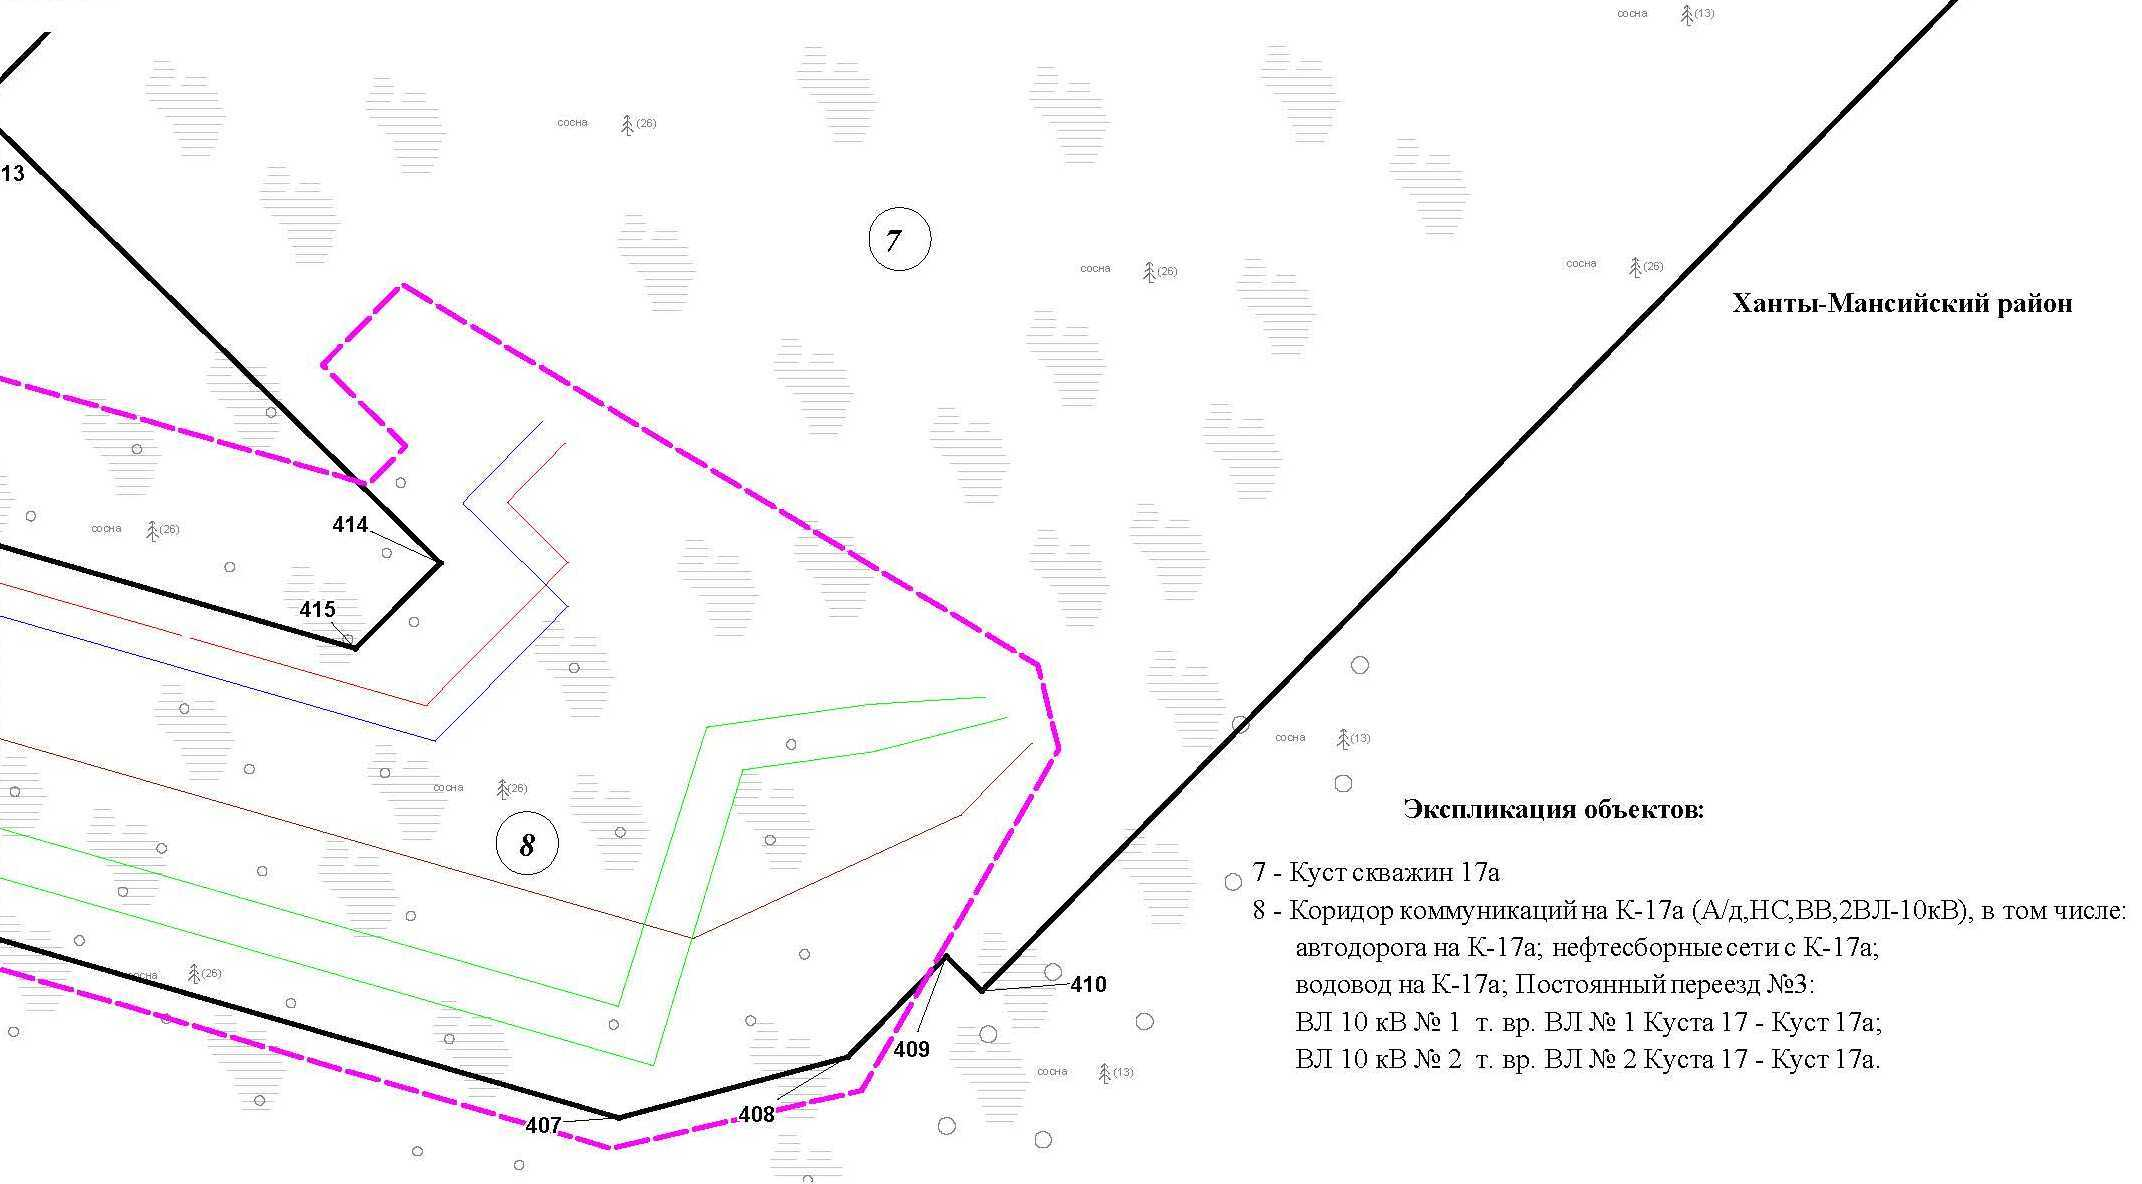 сосна (13)
сосна (26)
13
7
сосна (26)
сосна (26)
Ханты-Мансийский район
414
сосна (26)
415
сосна (13)
сосна (26)
8
Экспликация объектов:
7 - Куст скважин 17а
8 - Коридор коммуникаций на К-17а (А/д,НС,ВВ,2ВЛ-10кВ), в том числе:
автодорога на К-17а; нефтесборные сети с К-17а;
водовод на К-17а; Постоянный переезд №3:
ВЛ 10 кВ № 1 т. вр. ВЛ № 1 Куста 17 - Куст 17а;
ВЛ 10 кВ № 2 т. вр. ВЛ № 2 Куста 17 - Куст 17а.
сосна (26)
410
409
сосна (13)
408
407